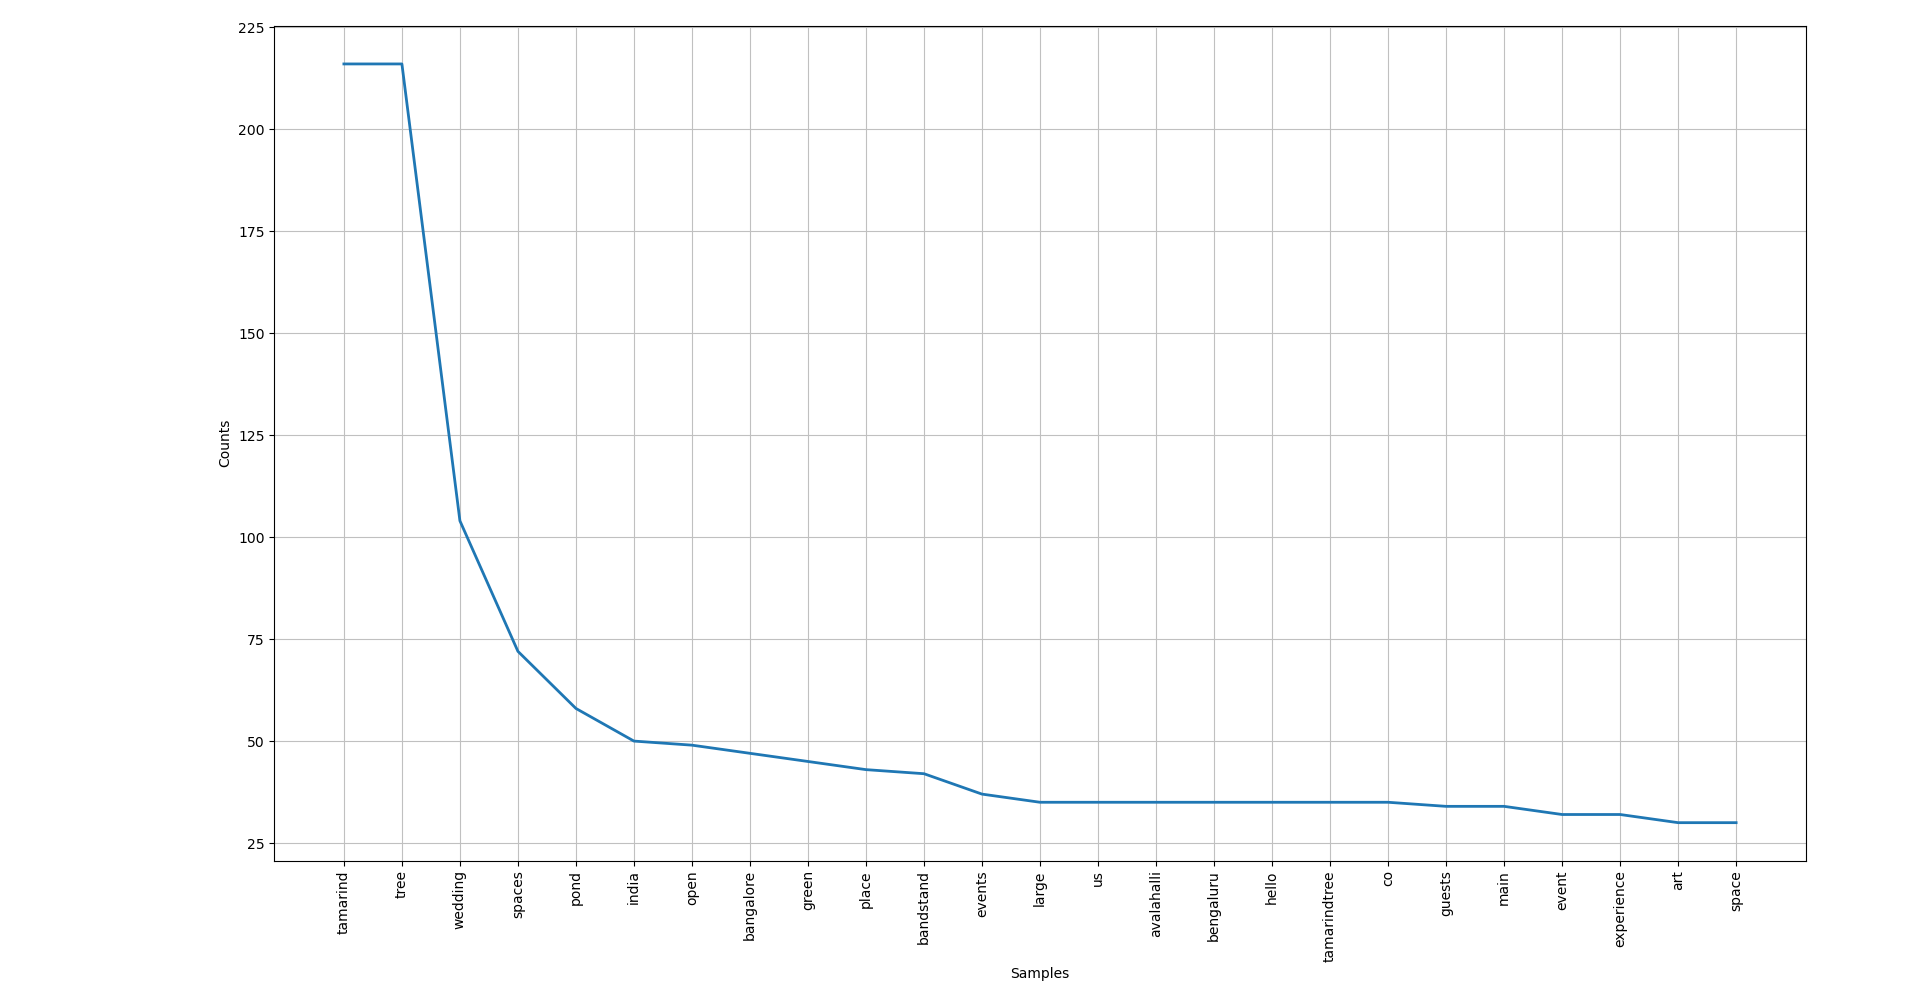 225
200
175
150
125
100
75
50
25
Counts
tamarind
tree
wedding
spaces
pond
india
open
bangalore
green
place
bandstand
events
large
us
avalahalli
bengaluru
hello
tamarindtree
co
guests
main
event
experience
art
space
Samples